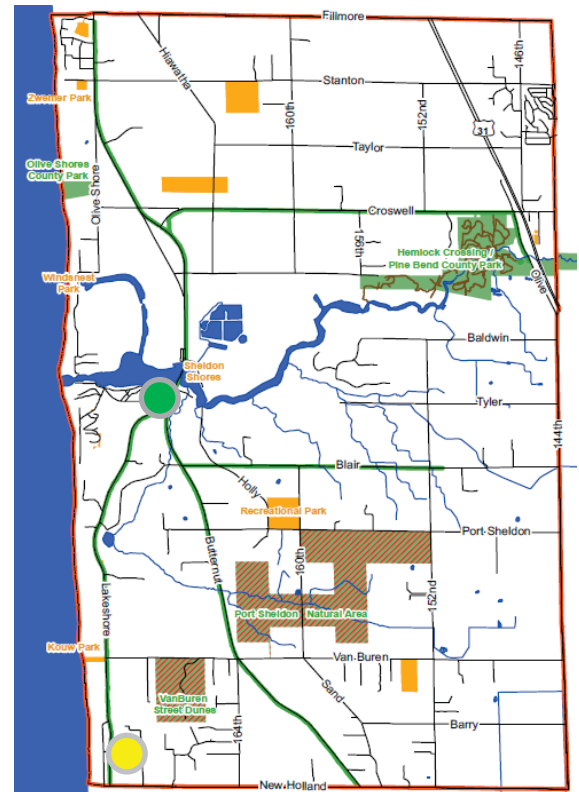 Fillmore
Hiawatha
146th
Stanton
Zwemer Park
160th
152nd
31
Taylor
Olive Shores
County Park
Olive Shore
Croswell
156th
Hemlock Crossing /
Pine Bend County Park
Olive
Windsnest
Park
Baldwin
Sheldon
Shores
Tyler
144th
Blair
Holly
Recreational Park
Port Sheldon
Butternut
160th
152nd
Lakeshore
Port Sheldon
Natural Area
Kouw Park
Van Buren
Sand
VanBuren
Street Dunes
164th
Barry
New Holland